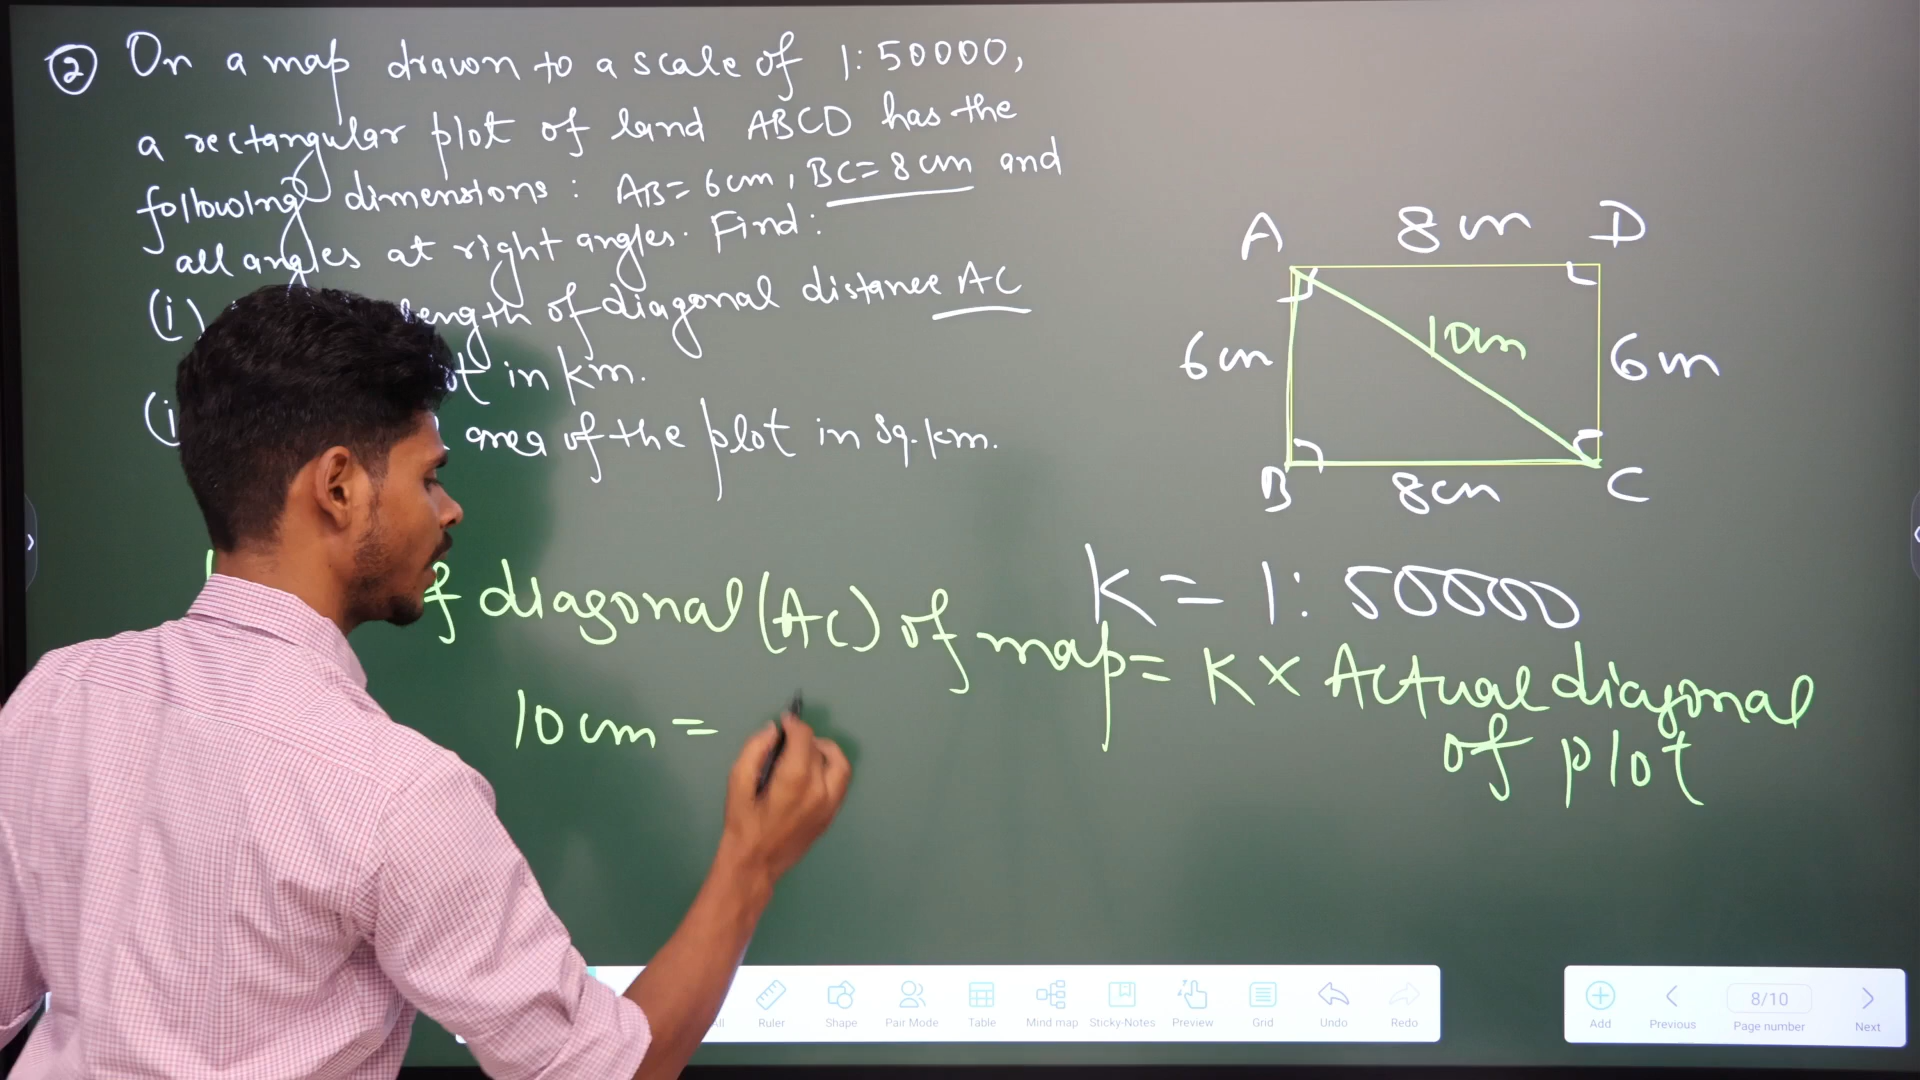 ② On a map drawn to a scale of 1:50000,
a rectangular plot of land ABCD has the
following dimensions: AB=6cm, BC=8cm and
all angles at right angles. Find:
(i) length of diagonal distance AC
in km.
(i area of the plot in sq.km.
A 8cm D
6cm 10cm 6cm
B 8cm C
K = 1:50000
f diagonal (AC) of map = K× Actual diagonal
of plot
10cm =
Ruler Shape Pair Mode Table Mind map Sticky-Notes Preview Grid Undo Redo
Add Previous 8/10 Page number Next